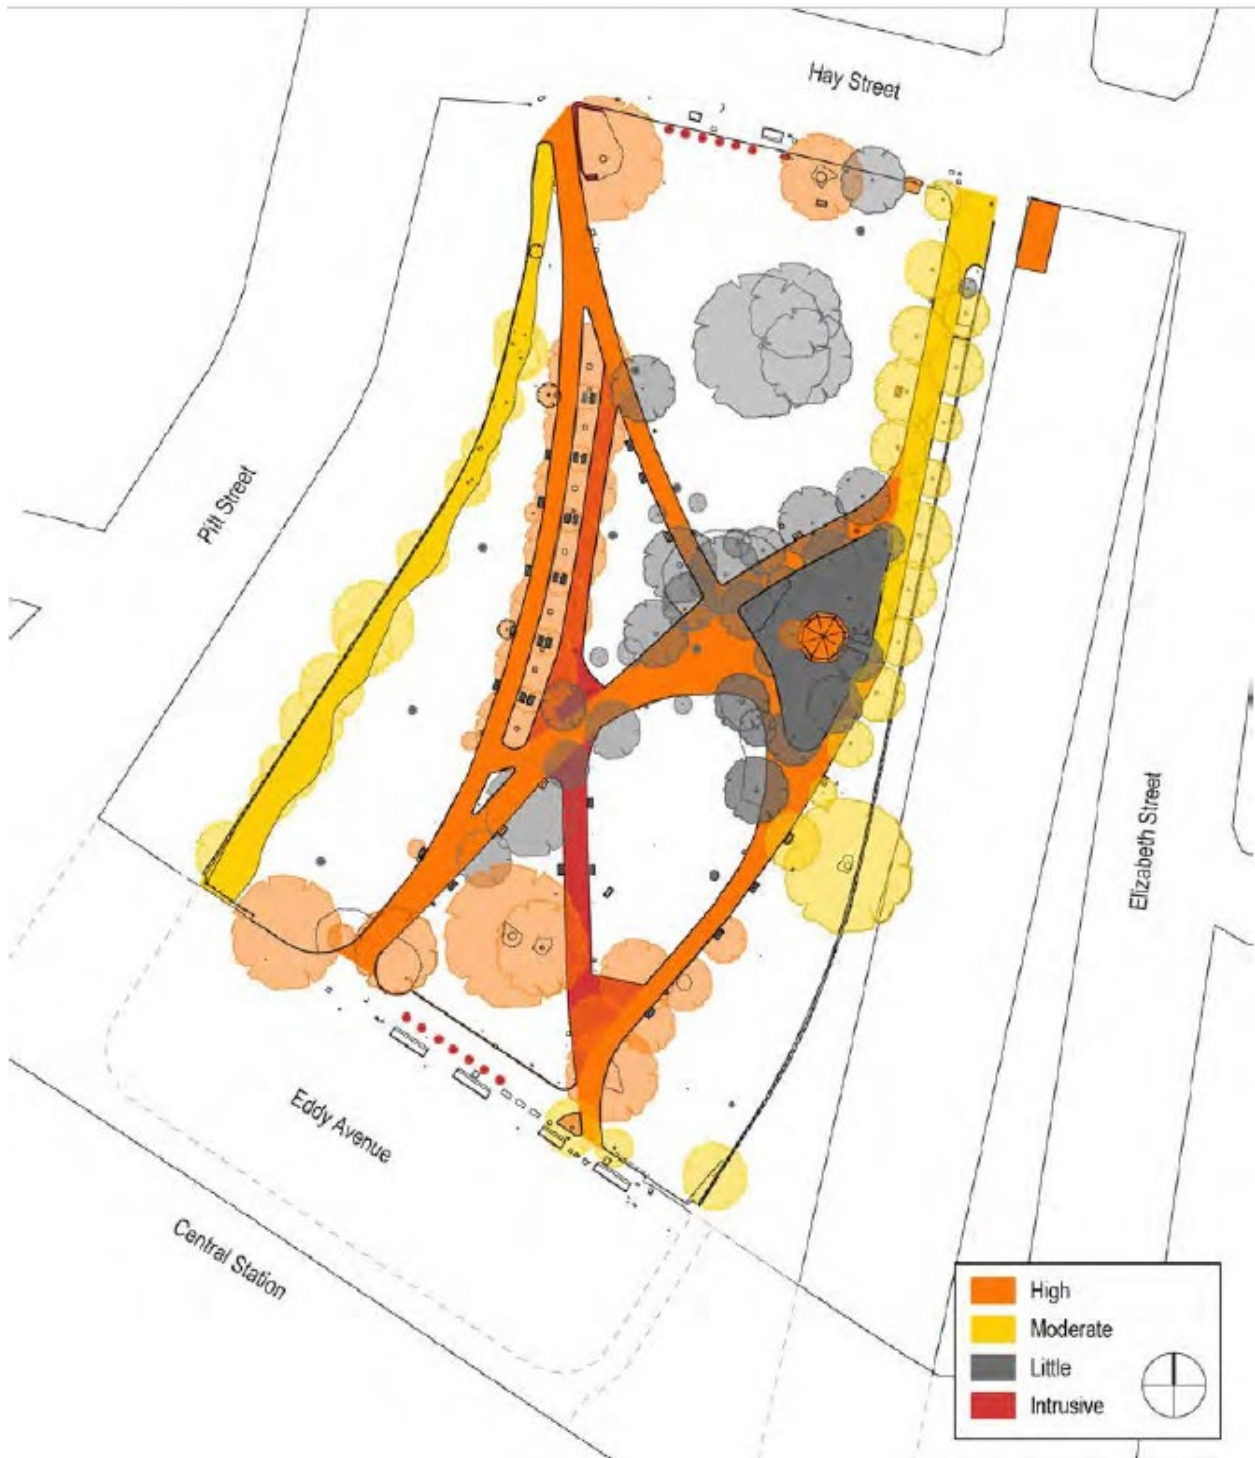 Hay Street
Pitt Street
Elizabeth Street
Eddy Avenue
Central Station
High
Moderate
Little
Intrusive